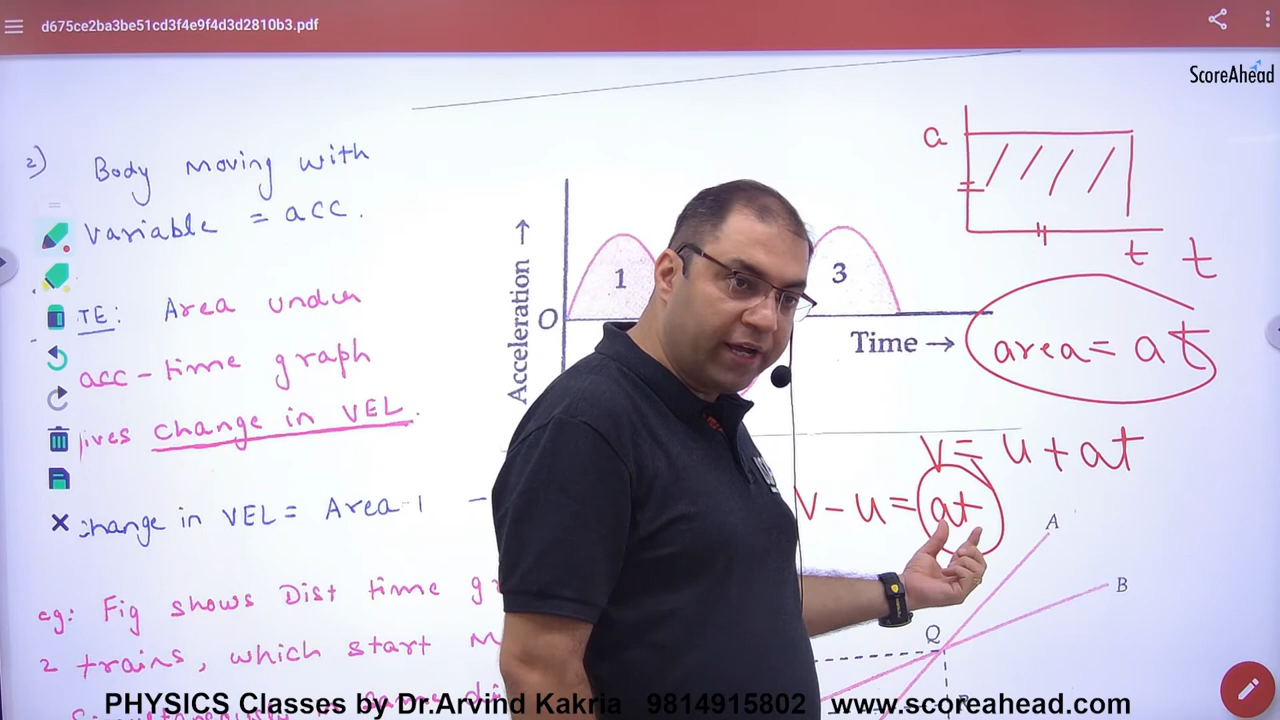 d675ce2ba3be51cd3f4e9f4d3d2810b3.pdf
ScoreAhead
2) Body moving with
variable = acc.
TE: Area under
acc-time graph
ives change in VEL.
change in VEL = Area-1 -
eg: Fig shows Dist time
2 trains, which start
Acceleration →
O
1
3
Time →
a
t
t
area = at
v = u + at
v - u = at
A
B
Q
PHYSICS Classes by Dr.Arvind Kakria 9814915802 www.scoreahead.com